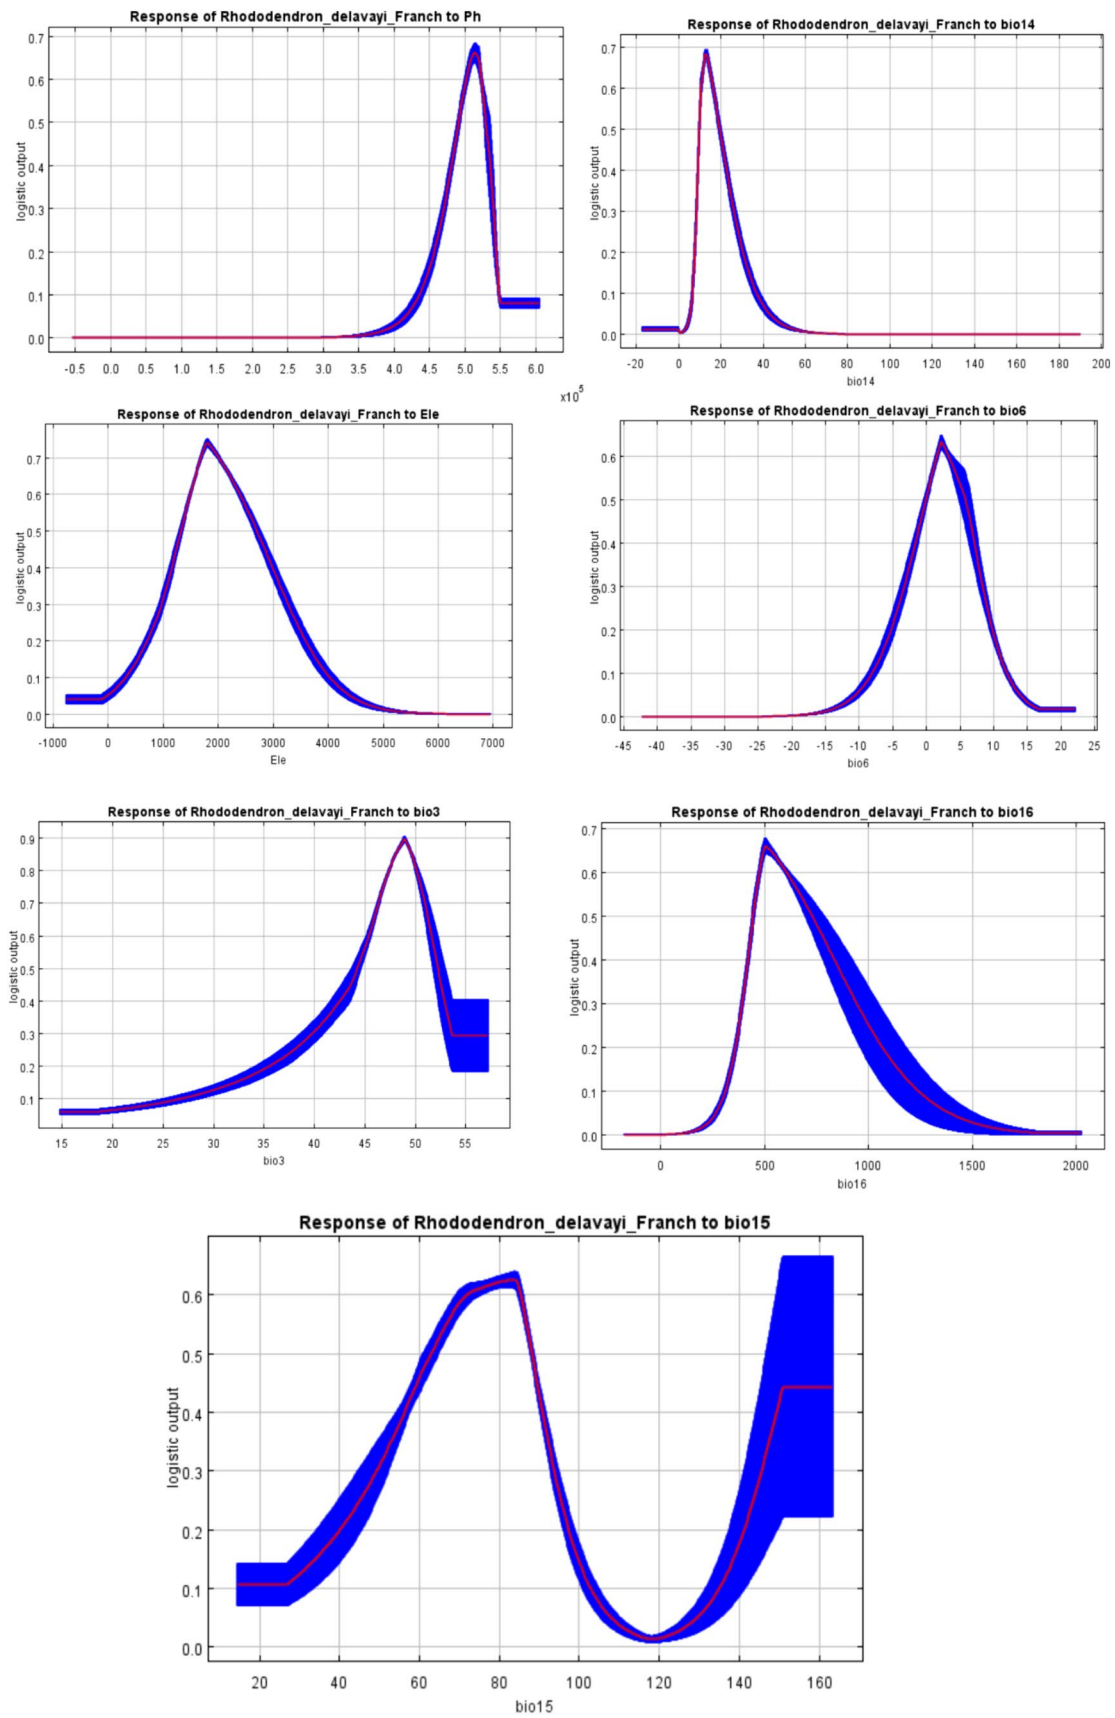 Response of Rhododendron_delavayi_Franch to Ph
logistic output
0.7
0.6
0.5
0.4
0.3
0.2
0.1
0.0
-0.5 0.0 0.5 1.0 1.5 2.0 2.5 3.0 3.5 4.0 4.5 5.0 5.5 6.0
x10⁵
Response of Rhododendron_delavayi_Franch to bio14
logistic output
0.7
0.6
0.5
0.4
0.3
0.2
0.1
0.0
-20 0 20 40 60 80 100 120 140 160 180 200
bio14
Response of Rhododendron_delavayi_Franch to Ele
logistic output
0.7
0.6
0.5
0.4
0.3
0.2
0.1
0.0
-1000 0 1000 2000 3000 4000 5000 6000 7000
Ele
Response of Rhododendron_delavayi_Franch to bio6
logistic output
0.6
0.5
0.4
0.3
0.2
0.1
0.0
-45 -40 -35 -30 -25 -20 -15 -10 -5 0 5 10 15 20 25
bio6
Response of Rhododendron_delavayi_Franch to bio3
logistic output
0.9
0.8
0.7
0.6
0.5
0.4
0.3
0.2
0.1
15 20 25 30 35 40 45 50 55
bio3
Response of Rhododendron_delavayi_Franch to bio16
logistic output
0.7
0.6
0.5
0.4
0.3
0.2
0.1
0.0
0 500 1000 1500 2000
bio16
Response of Rhododendron_delavayi_Franch to bio15
logistic output
0.6
0.5
0.4
0.3
0.2
0.1
0.0
20 40 60 80 100 120 140 160
bio15